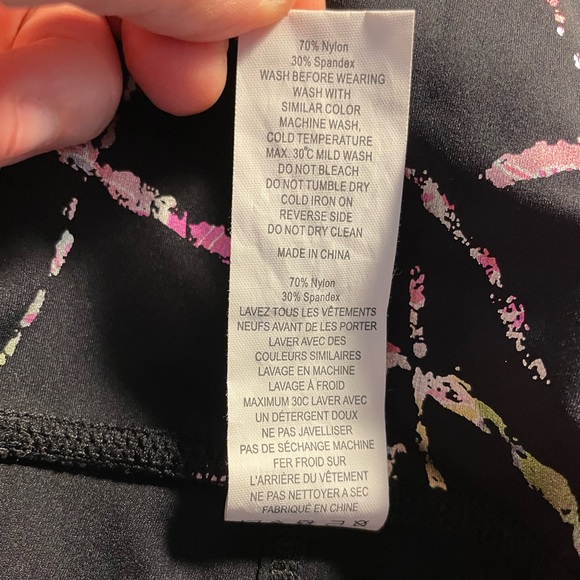 70% Nylon
30% Spandex
WASH BEFORE WEARING
WASH WITH
SIMILAR COLOR
MACHINE WASH,
COLD TEMPERATURE
MAX. 30°C MILD WASH
DO NOT BLEACH
DO NOT TUMBLE DRY
COLD IRON ON
REVERSE SIDE
DO NOT DRY CLEAN
MADE IN CHINA
70% Nylon
30% Spandex
LAVEZ TOUS LES VÊTEMENTS
NEUFS AVANT DE LES PORTER
LAVER AVEC DES
COULEURS SIMILAIRES
LAVAGE EN MACHINE
LAVAGE À FROID
MAXIMUM 30C LAVER AVEC
UN DÉTERGENT DOUX
NE PAS JAVELLISER
PAS DE SÉCHANGE MACHINE
FER FROID SUR
L'ARRIÈRE DU VÊTEMENT
NE PAS NETTOYER A SEC
FABRIQUÉ EN CHINE